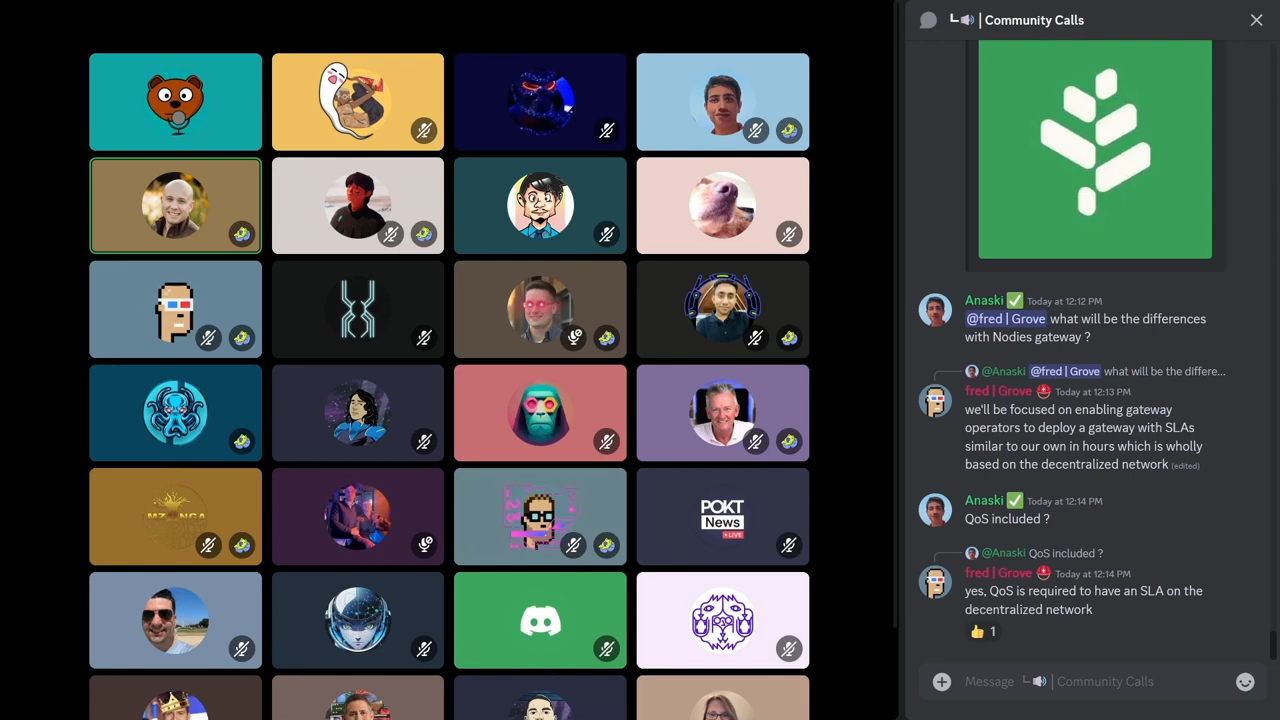 └🔊 | Community Calls
Anaski ✅ Today at 12:12 PM
@fred | Grove what will be the differences
with Nodies gateway ?
@Anaski @fred | Grove what will be the differe...
fred | Grove ⛑️ Today at 12:13 PM
we'll be focused on enabling gateway
operators to deploy a gateway with SLAs
similar to our own in hours which is wholly
based on the decentralized network (edited)
Anaski ✅ Today at 12:14 PM
QoS included ?
@Anaski QoS included ?
fred | Grove ⛑️ Today at 12:14 PM
yes, QoS is required to have an SLA on the
decentralized network
👍 1
Message └🔊 | Community Calls
MZ NGA
POKT
News
LIVE